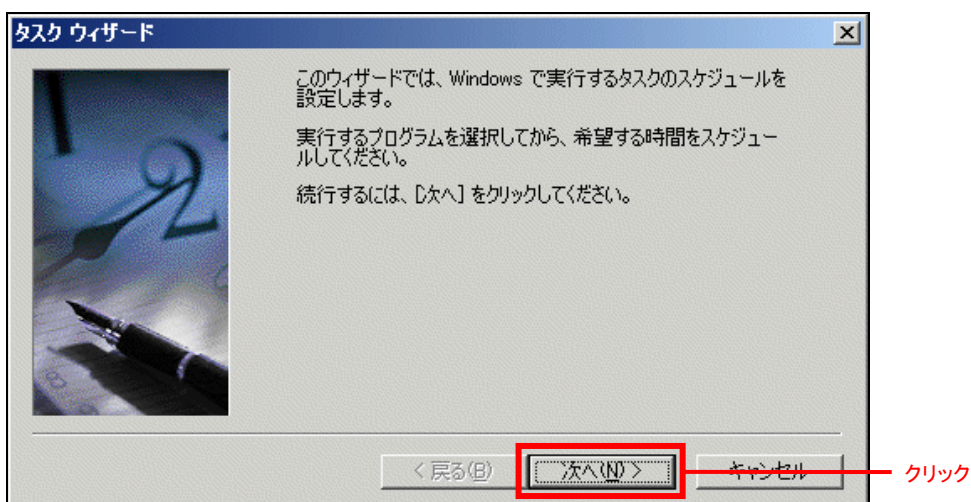 タスク ウィザード
このウィザードでは、Windows で実行するタスクのスケジュールを
設定します。
実行するプログラムを選択してから、希望する時間をスケジュー
ルしてください。
続行するには、[次へ] をクリックしてください。
< 戻る(B)
次へ(N) >
キャンセル
クリック